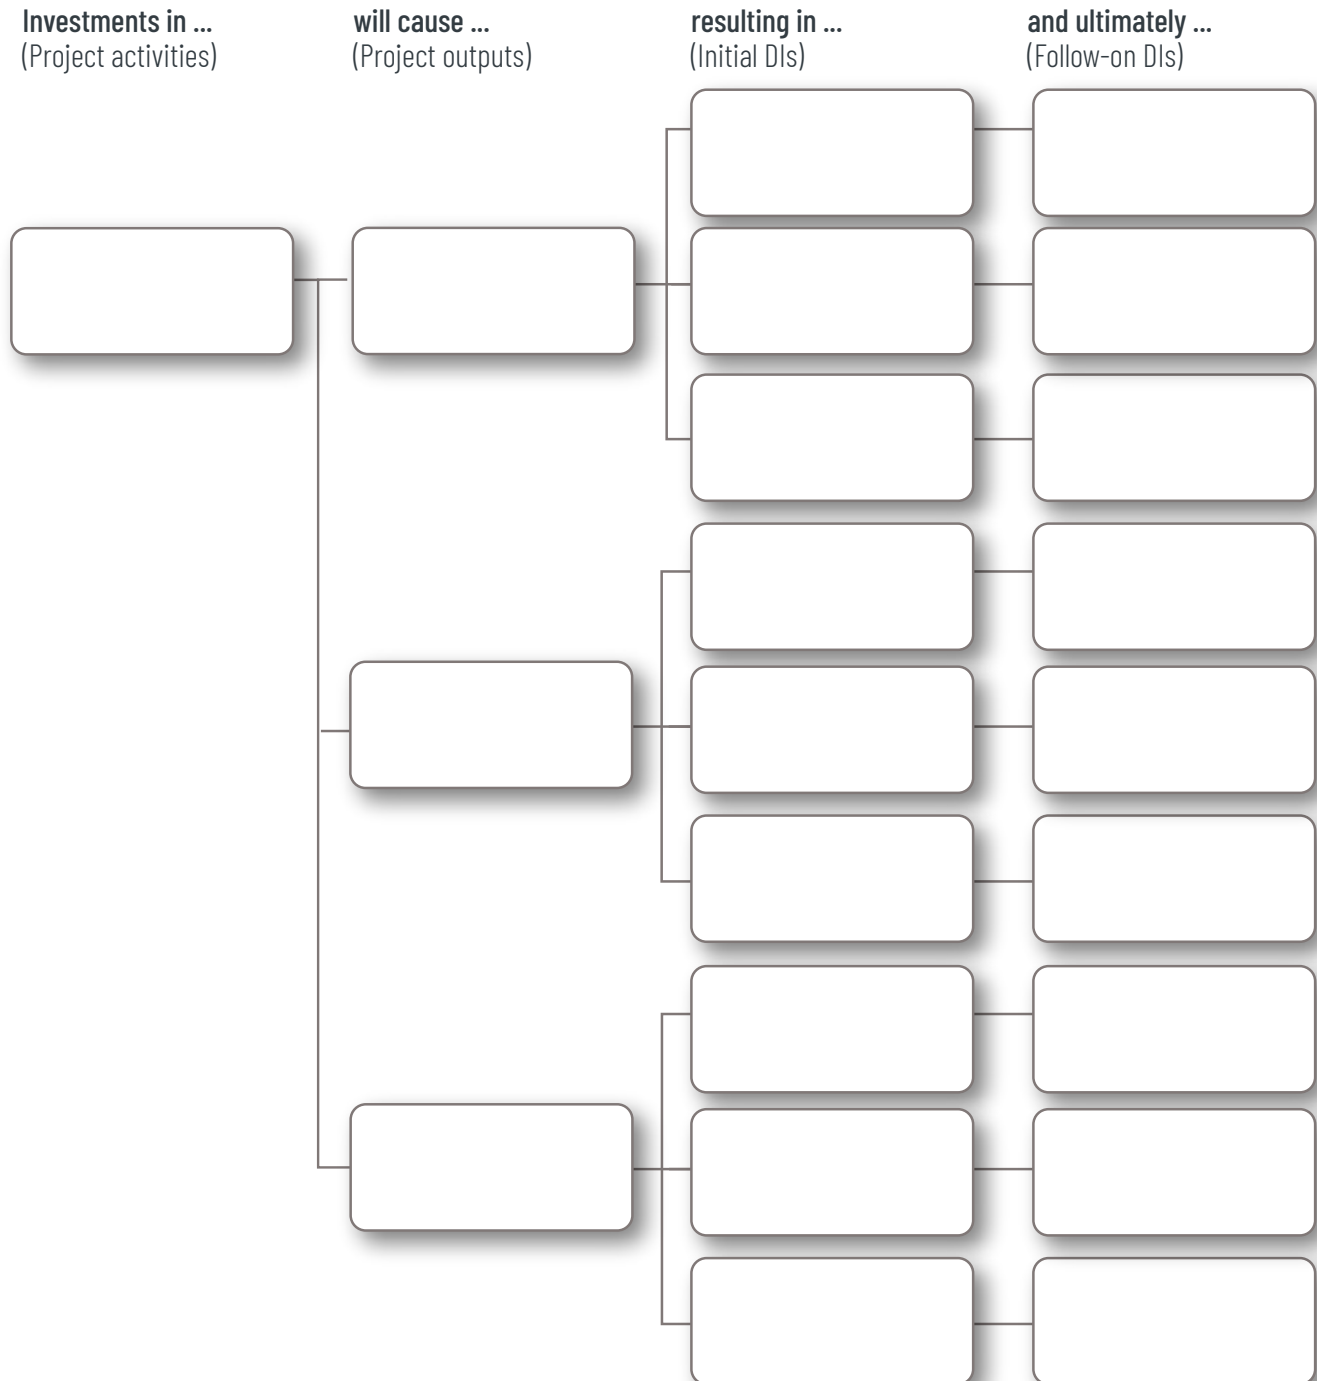 Investments in ...
(Project activities)
will cause ...
(Project outputs)
resulting in ...
(Initial DIs)
and ultimately ...
(Follow-on DIs)